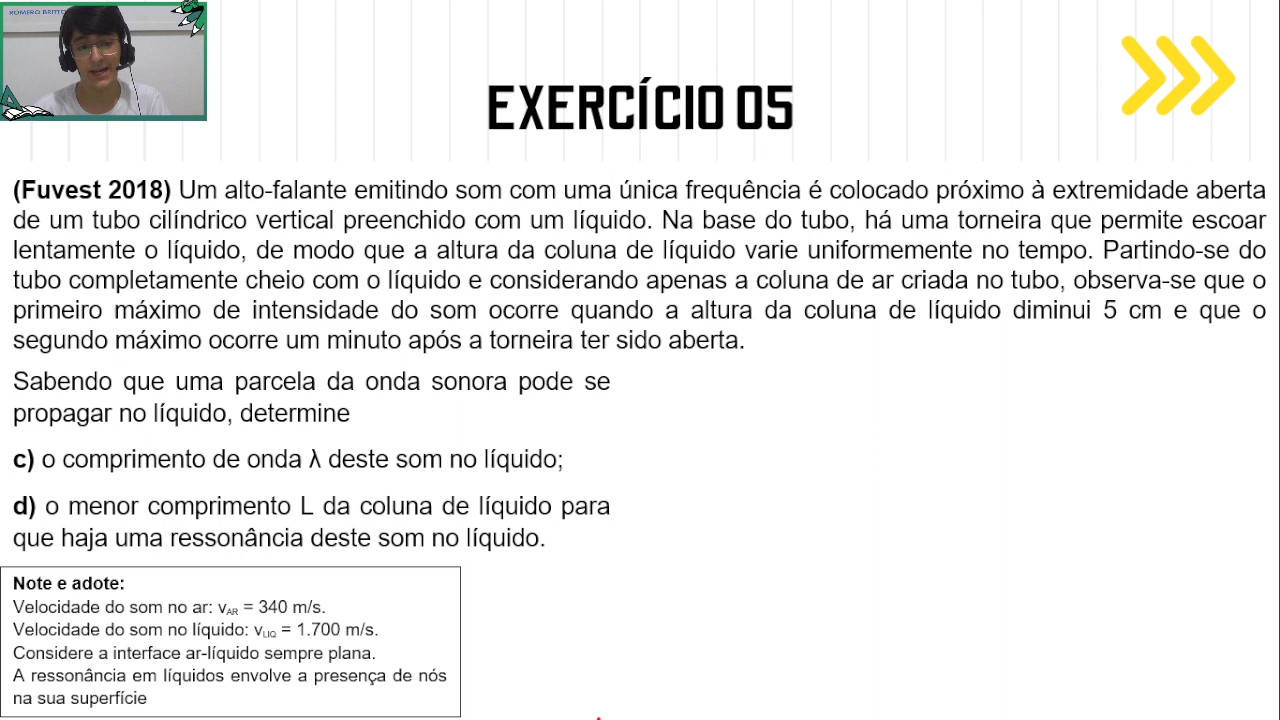 ROMERO BRITTO
EXERCÍCIO 05
(Fuvest 2018) Um alto-falante emitindo som com uma única frequência é colocado próximo à extremidade aberta
de um tubo cilíndrico vertical preenchido com um líquido. Na base do tubo, há uma torneira que permite escoar
lentamente o líquido, de modo que a altura da coluna de líquido varie uniformemente no tempo. Partindo-se do
tubo completamente cheio com o líquido e considerando apenas a coluna de ar criada no tubo, observa-se que o
primeiro máximo de intensidade do som ocorre quando a altura da coluna de líquido diminui 5 cm e que o
segundo máximo ocorre um minuto após a torneira ter sido aberta.
Sabendo que uma parcela da onda sonora pode se
propagar no líquido, determine
c) o comprimento de onda λ deste som no líquido;
d) o menor comprimento L da coluna de líquido para
que haja uma ressonância deste som no líquido.
Note e adote:
Velocidade do som no ar: vAR = 340 m/s.
Velocidade do som no líquido: vLIQ = 1.700 m/s.
Considere a interface ar-líquido sempre plana.
A ressonância em líquidos envolve a presença de nós
na sua superfície